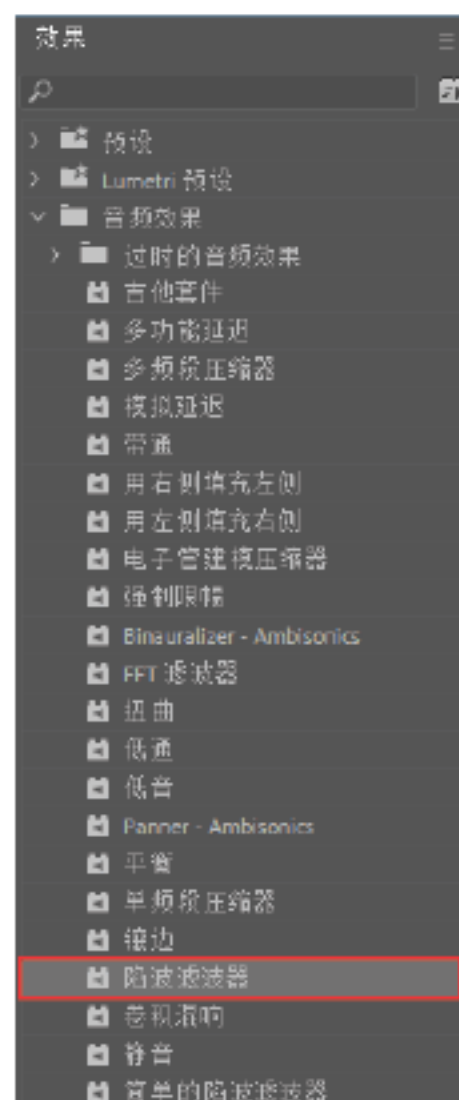 效果
预设
Lumetri 预设
音频效果
过时的音频效果
吉他套件
多功能延迟
多频段压缩器
模拟延迟
带通
用右侧填充左侧
用左侧填充右侧
电子管建模压缩器
强制限幅
Binauralizer - Ambisonics
FFT 滤波器
扭曲
低通
低音
Panner - Ambisonics
平衡
单频段压缩器
镶边
陷波滤波器
卷积混响
静音
简单的陷波滤波器